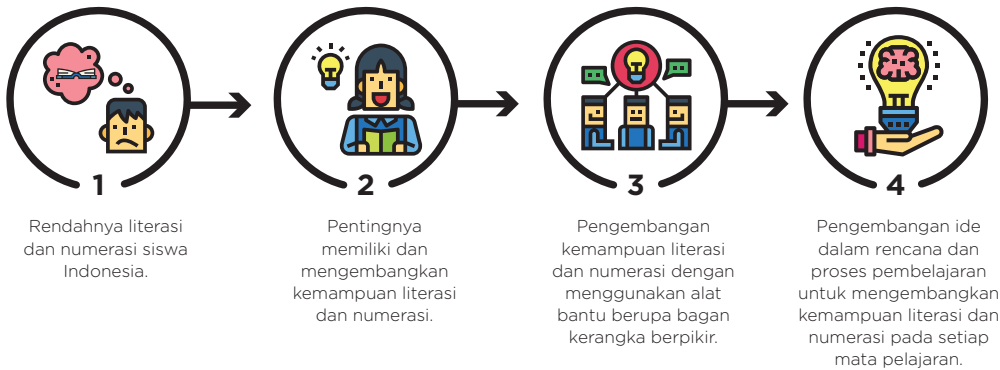 1
Rendahnya literasi
dan numerasi siswa
Indonesia.
2
Pentingnya
memiliki dan
mengembangkan
kemampuan literasi
dan numerasi.
3
Pengembangan
kemampuan literasi
dan numerasi dengan
menggunakan alat
bantu berupa bagan
kerangka berpikir.
4
Pengembangan ide
dalam rencana dan
proses pembelajaran
untuk mengembangkan
kemampuan literasi dan
numerasi pada setiap
mata pelajaran.